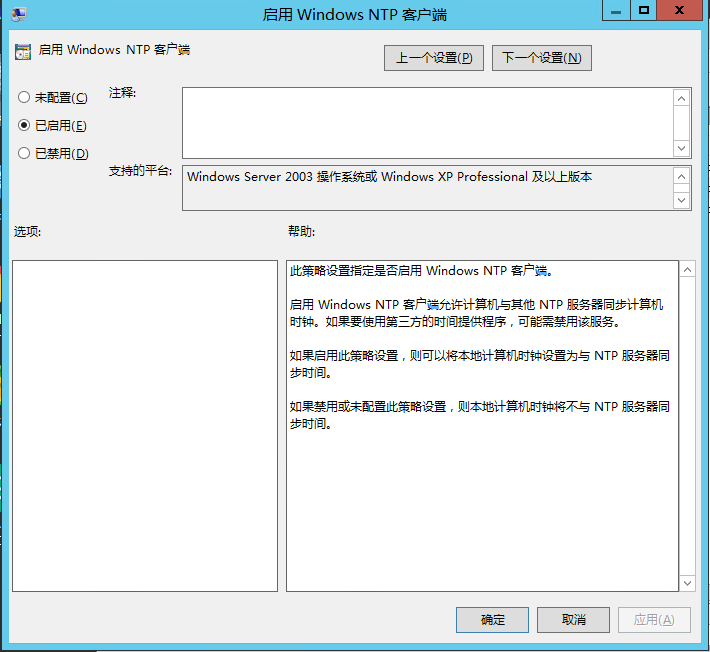 启用 Windows NTP 客户端
启用 Windows NTP 客户端
上一个设置(P)
下一个设置(N)
未配置(C)
注释:
已启用(E)
已禁用(D)
支持的平台:
Windows Server 2003 操作系统或 Windows XP Professional 及以上版本
选项:
帮助:
此策略设置指定是否启用 Windows NTP 客户端。
启用 Windows NTP 客户端允许计算机与其他 NTP 服务器同步计算机
时钟。如果要使用第三方的时间提供程序，可能需禁用该服务。
如果启用此策略设置，则可以将本地计算机时钟设置为与 NTP 服务器同
步时间。
如果禁用或未配置此策略设置，则本地计算机时钟将不与 NTP 服务器同
步时间。
确定
取消
应用(A)